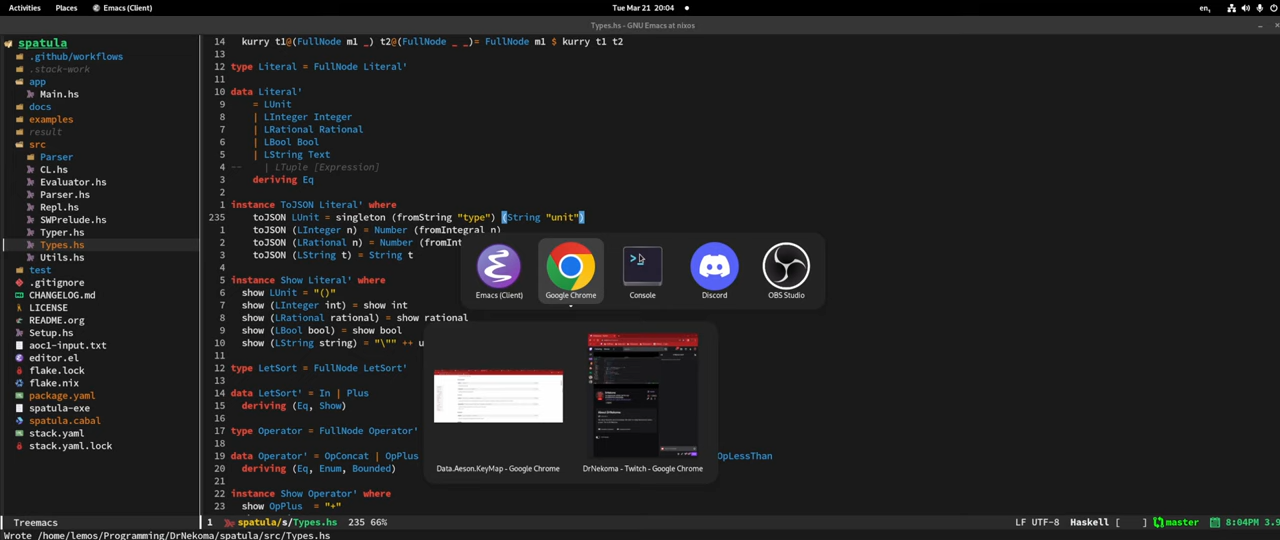 Activities Places Emacs (Client) Tue Mar 21 20:04 en,
Types.hs - GNU Emacs at nixos
spatula
.github/workflows
.stack-work
app
Main.hs
docs
examples
result
src
Parser
CL.hs
Evaluator.hs
Parser.hs
Repl.hs
SWPrelude.hs
Typer.hs
Types.hs
Utils.hs
test
.gitignore
CHANGELOG.md
LICENSE
README.org
Setup.hs
aoc1-input.txt
editor.el
flake.lock
flake.nix
package.yaml
spatula-exe
spatula.cabal
stack.yaml
stack.yaml.lock
14 kurry t1@(FullNode m1 _) t2@(FullNode _ _)= FullNode m1 $ kurry t1 t2
13
12 type Literal = FullNode Literal'
11
10 data Literal'
9 = LUnit
8 | LInteger Integer
7 | LRational Rational
6 | LBool Bool
5 | LString Text
4 -- | LTuple [Expression]
3 deriving Eq
2
1 instance ToJSON Literal' where
235 toJSON LUnit = singleton (fromString "type") (String "unit")
1 toJSON (LInteger n) = Number (fromIntegral n)
2 toJSON (LRational n) = Number (fromInt
3 toJSON (LString t) = String t
4
5 instance Show Literal' where
6 show LUnit = "()"
7 show (LInteger int) = show int
8 show (LRational rational) = show rational
9 show (LBool bool) = show bool
10 show (LString string) = "\"" ++ u
11
12 type LetSort = FullNode LetSort'
13
14 data LetSort' = In | Plus
15 deriving (Eq, Show)
16
17 type Operator = FullNode Operator'
18
19 data Operator' = OpConcat | OpPlus OpLessThan
20 deriving (Eq, Enum, Bounded)
21
22 instance Show Operator' where
23 show OpPlus = "+"
Emacs (Client) Google Chrome Console Discord OBS Studio
Data.Aeson.KeyMap - Google Chrome DrNekoma - Twitch - Google Chrome
Treemacs 1 spatula/s/Types.hs 235 66% LF UTF-8 Haskell [ ] master 8:04PM 3.9
Wrote /home/lemos/Programming/DrNekoma/spatula/src/Types.hs